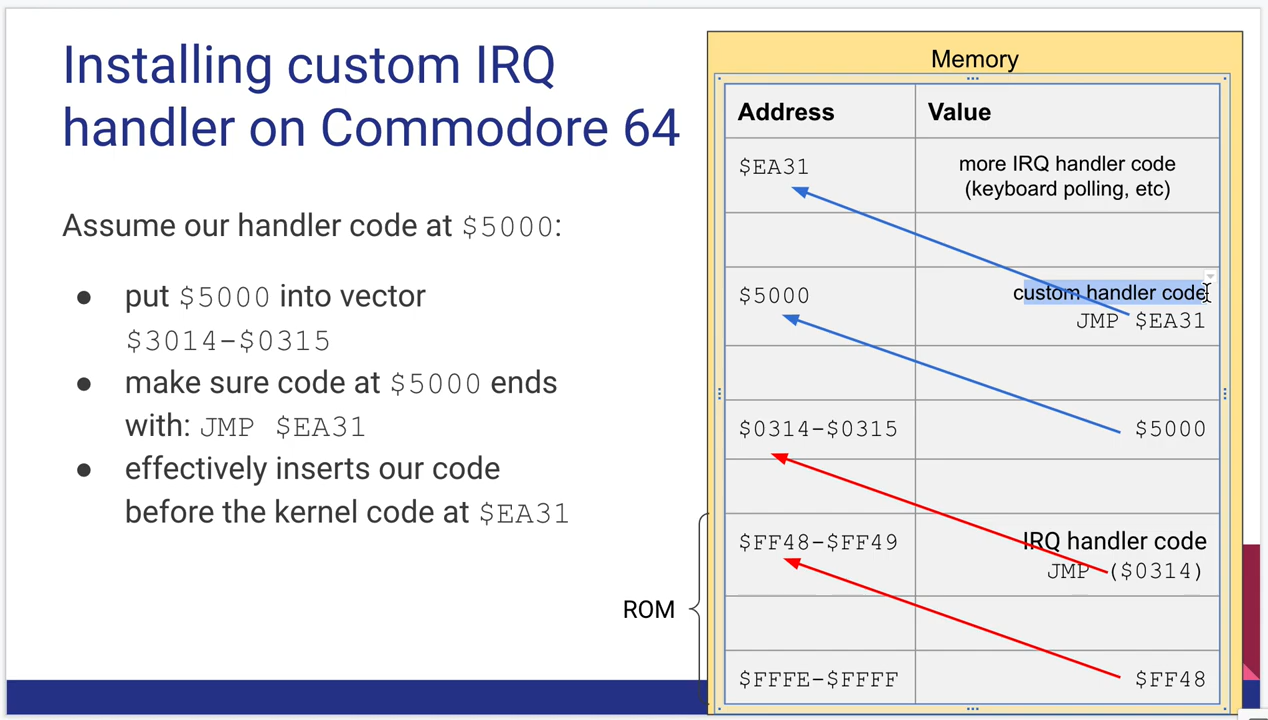 Installing custom IRQ
handler on Commodore 64
Assume our handler code at $5000:
● put $5000 into vector
$3014-$0315
● make sure code at $5000 ends
with: JMP $EA31
● effectively inserts our code
before the kernel code at $EA31
Memory
Address Value
$EA31 more IRQ handler code
(keyboard polling, etc)
$5000 custom handler code
JMP $EA31
$0314-$0315 $5000
$FF48-$FF49 IRQ handler code
JMP ($0314)
ROM
$FFFE-$FFFF $FF48